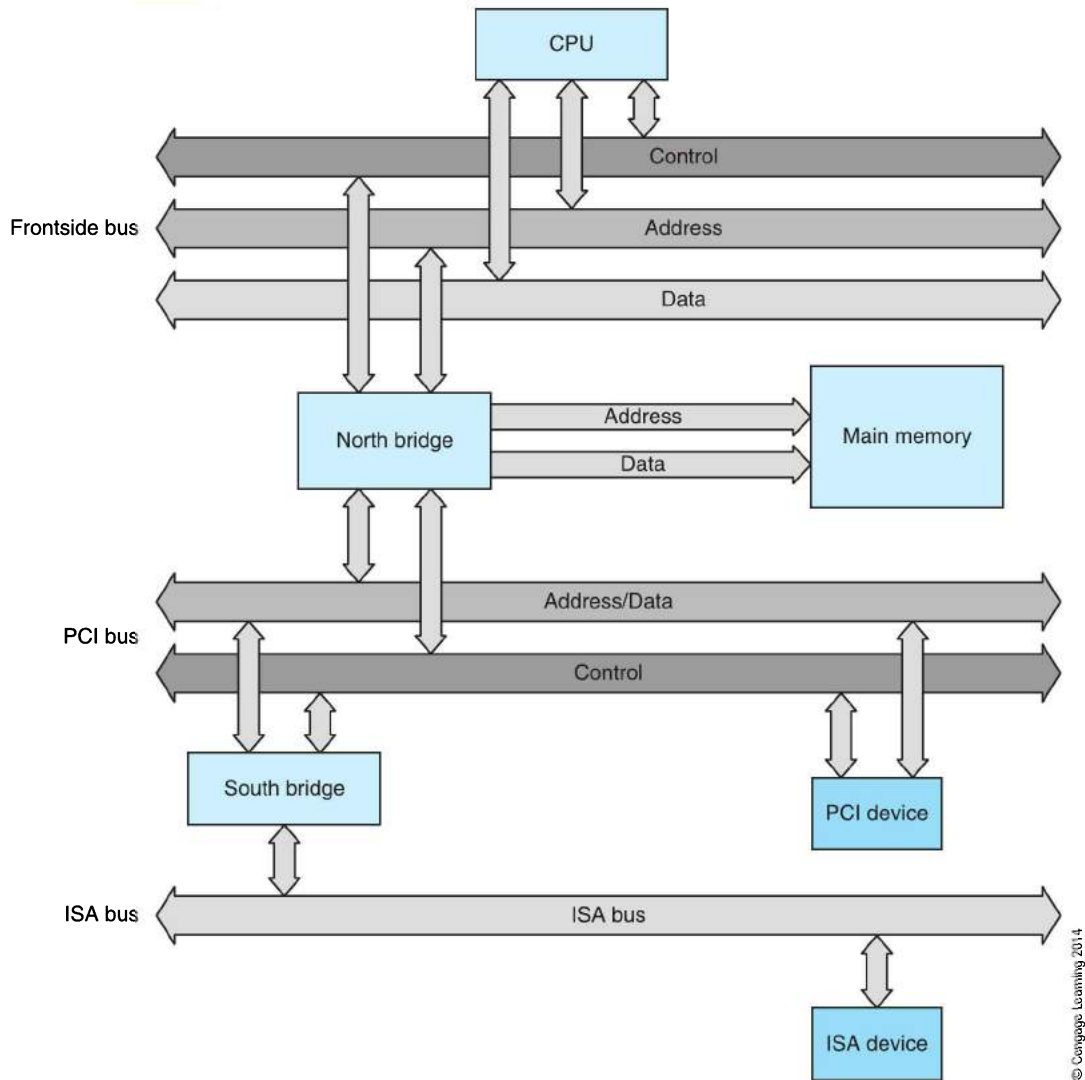 CPU
Control
Frontside bus
Address
Data
North bridge
Address
Data
Main memory
Address/Data
PCI bus
Control
South bridge
PCI device
ISA bus
ISA bus
ISA device
© Cengage Learning 2014